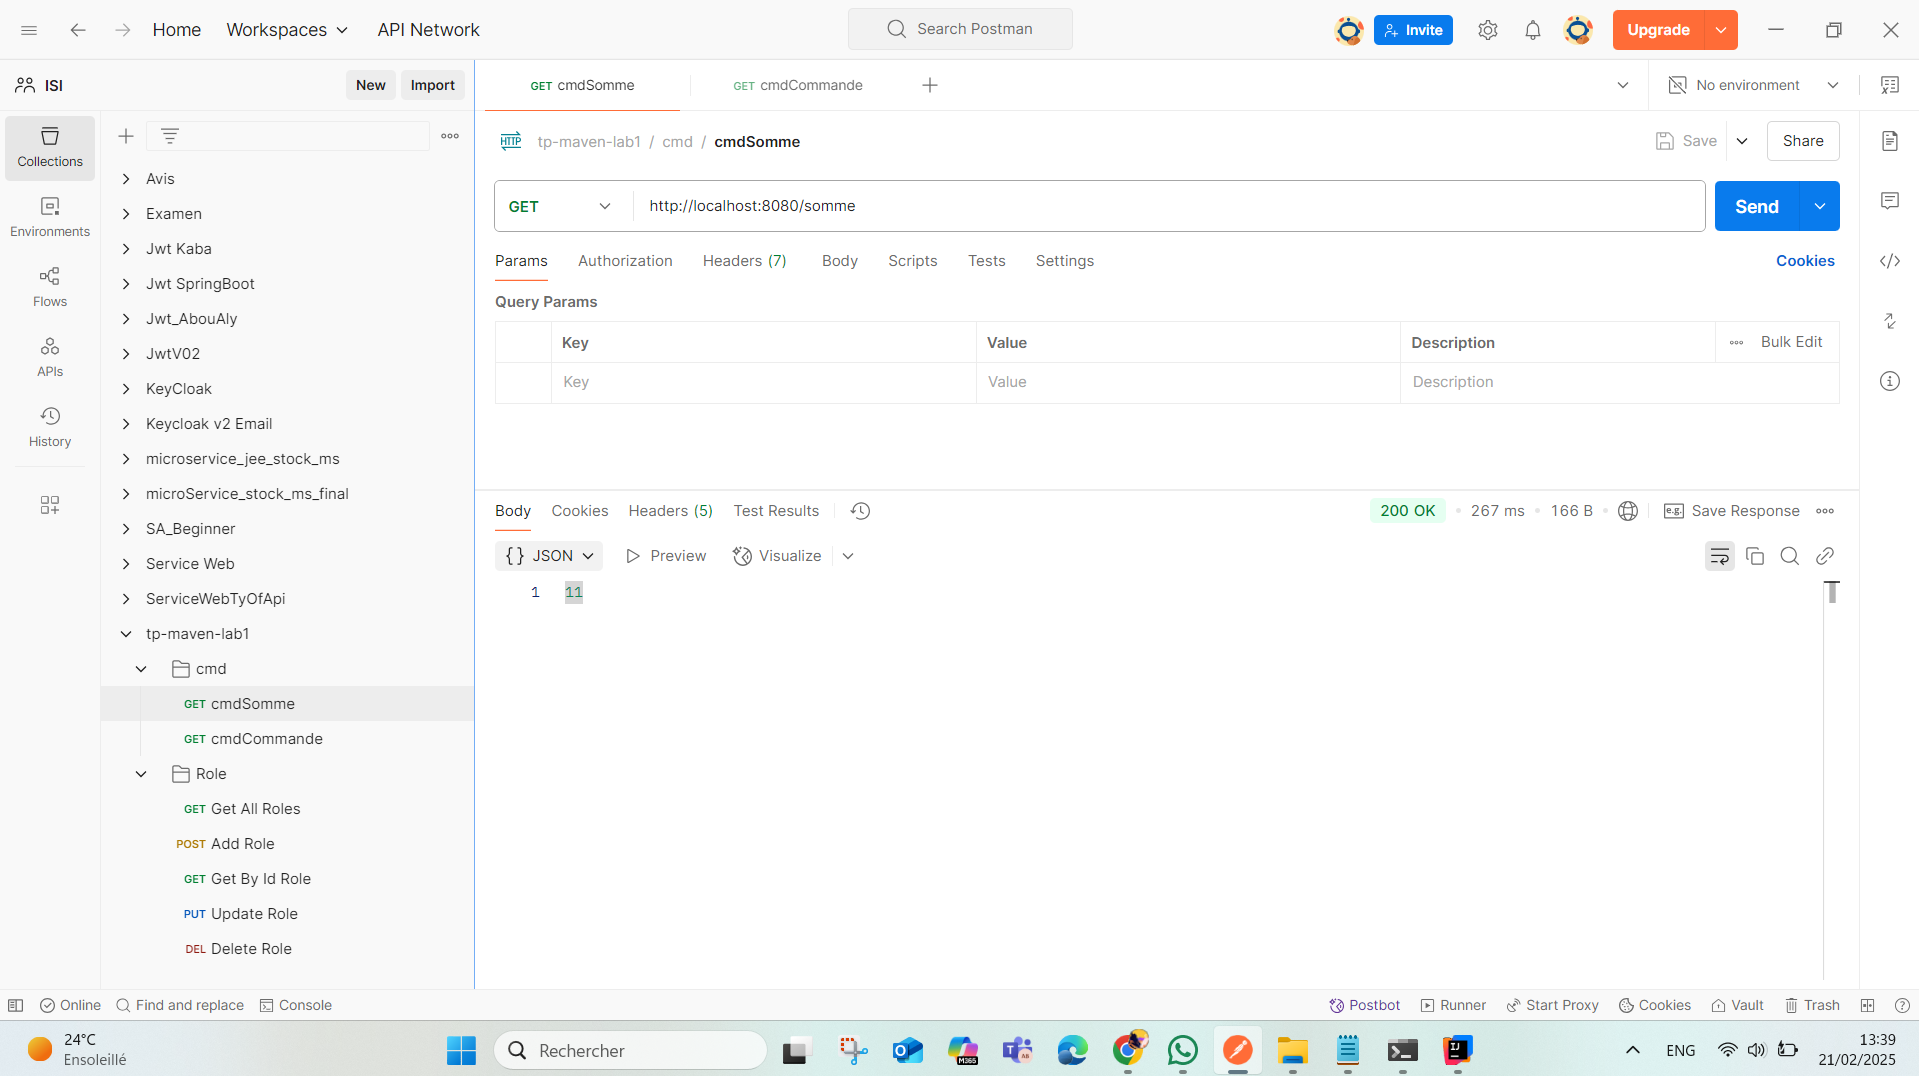 Home
Workspaces
API Network
Search Postman
Invite
Upgrade
ISI
New
Import
GET cmdSomme
GET cmdCommande
No environment
Collections
Environments
Flows
APIs
History
Avis
Examen
Jwt Kaba
Jwt SpringBoot
Jwt_AbouAly
JwtV02
KeyCloak
Keycloak v2 Email
microservice_jee_stock_ms
microService_stock_ms_final
SA_Beginner
Service Web
ServiceWebTyOfApi
tp-maven-lab1
cmd
GET cmdSomme
GET cmdCommande
Role
GET Get All Roles
POST Add Role
GET Get By Id Role
PUT Update Role
DEL Delete Role
HTTP tp-maven-lab1 / cmd / cmdSomme
Save
Share
GET http://localhost:8080/somme
Send
Params Authorization Headers (7) Body Scripts Tests Settings
Cookies
Query Params
Key Value Description
Bulk Edit
Key Value Description
Body Cookies Headers (5) Test Results
200 OK • 267 ms • 166 B
e.g. Save Response
{} JSON Preview Visualize
1 11
Online Find and replace Console
Postbot Runner Start Proxy Cookies Vault Trash
24°C
Ensoleillé
Rechercher
M365
ENG
13:39
21/02/2025